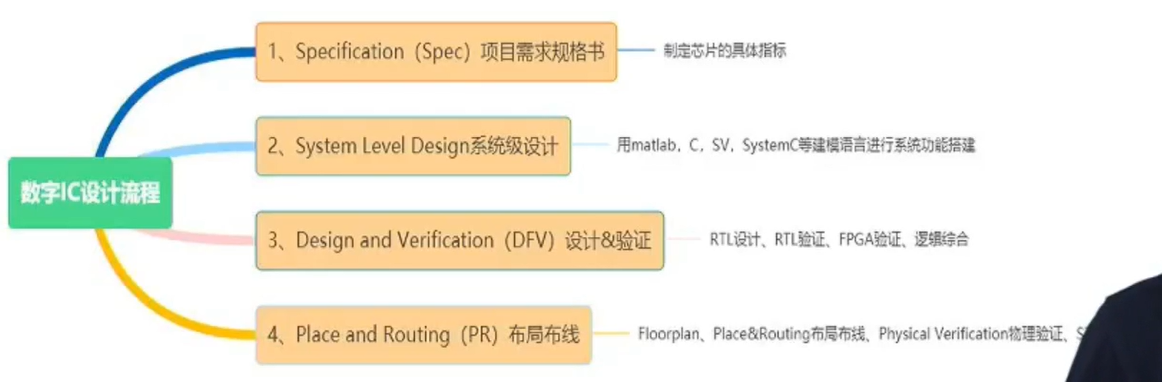 数字IC设计流程
1、Specification（Spec）项目需求规格书
制定芯片的具体指标
2、System Level Design系统级设计
用matlab，C，SV，SystemC等建模语言进行系统功能搭建
3、Design and Verification（DFV）设计&验证
RTL设计、RTL验证、FPGA验证、逻辑综合
4、Place and Routing（PR）布局布线
Floorplan、Place&Routing布局布线、Physical Verification物理验证、